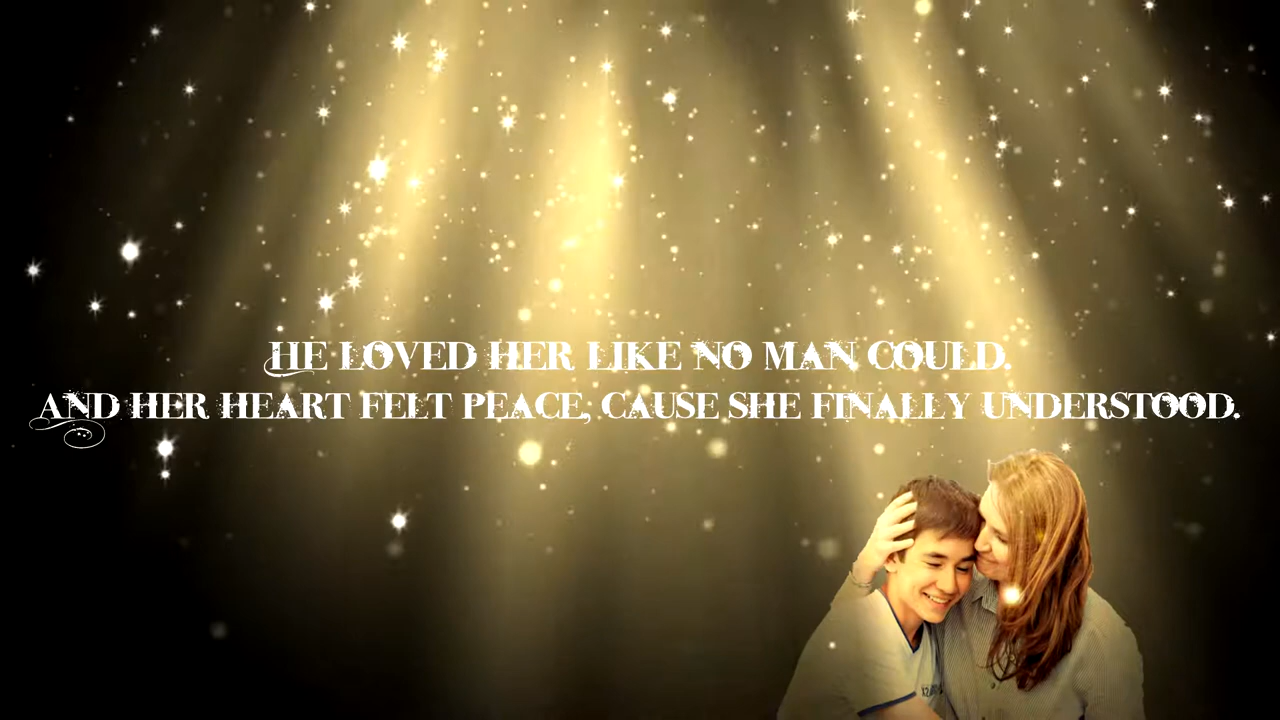 HE LOVED HER LIKE NO MAN COULD.
AND HER HEART FELT PEACE, CAUSE SHE FINALLY UNDERSTOOD.